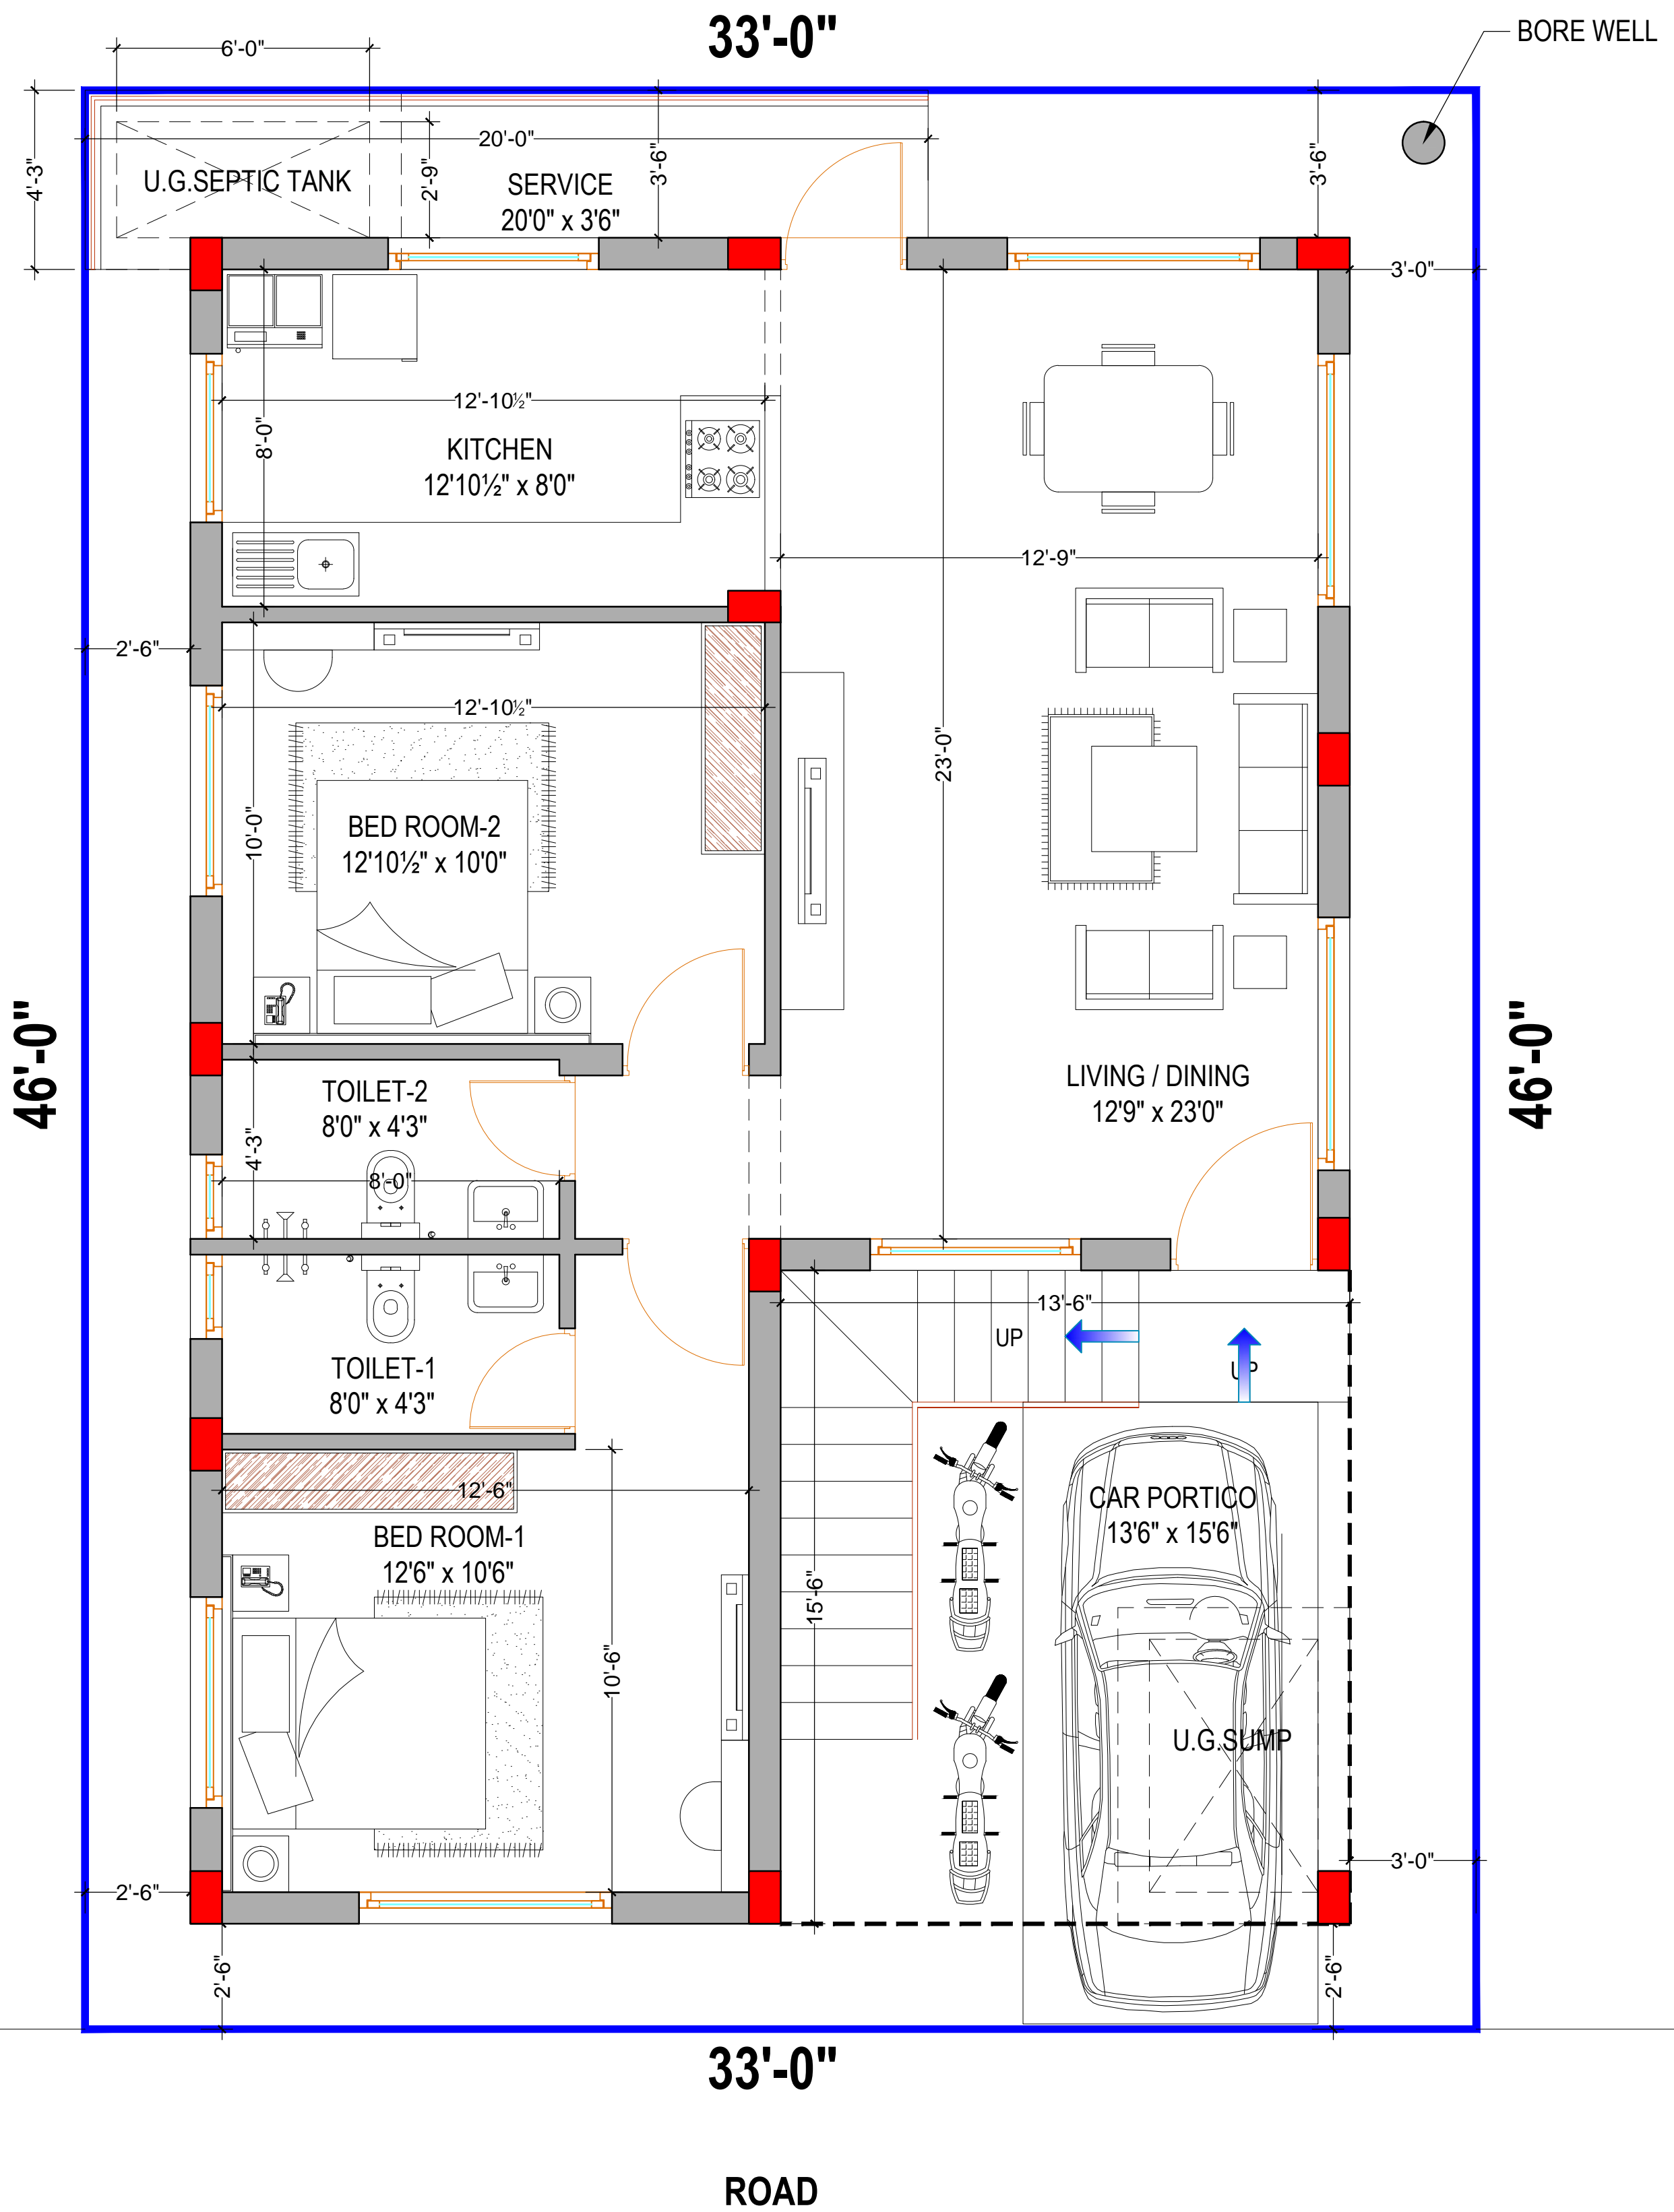 33'-0"
BORE WELL
6'-0"
20'-0"
4'-3"
U.G.SEPTIC TANK
2'-9"
SERVICE
20'0" x 3'6"
3'-6"
3'-6"
3'-0"
12'-10½"
8'-0"
KITCHEN
12'10½" x 8'0"
12'-9"
2'-6"
12'-10½"
23'-0"
10'-0"
BED ROOM-2
12'10½" x 10'0"
46'-0"
46'-0"
LIVING / DINING
12'9" x 23'0"
TOILET-2
8'0" x 4'3"
4'-3"
8'-0"
13'-6"
UP
UP
TOILET-1
8'0" x 4'3"
12'-6"
CAR PORTICO
13'6" x 15'6"
BED ROOM-1
12'6" x 10'6"
15'-6"
10'-6"
U.G.SUMP
3'-0"
2'-6"
2'-6"
2'-6"
33'-0"
ROAD